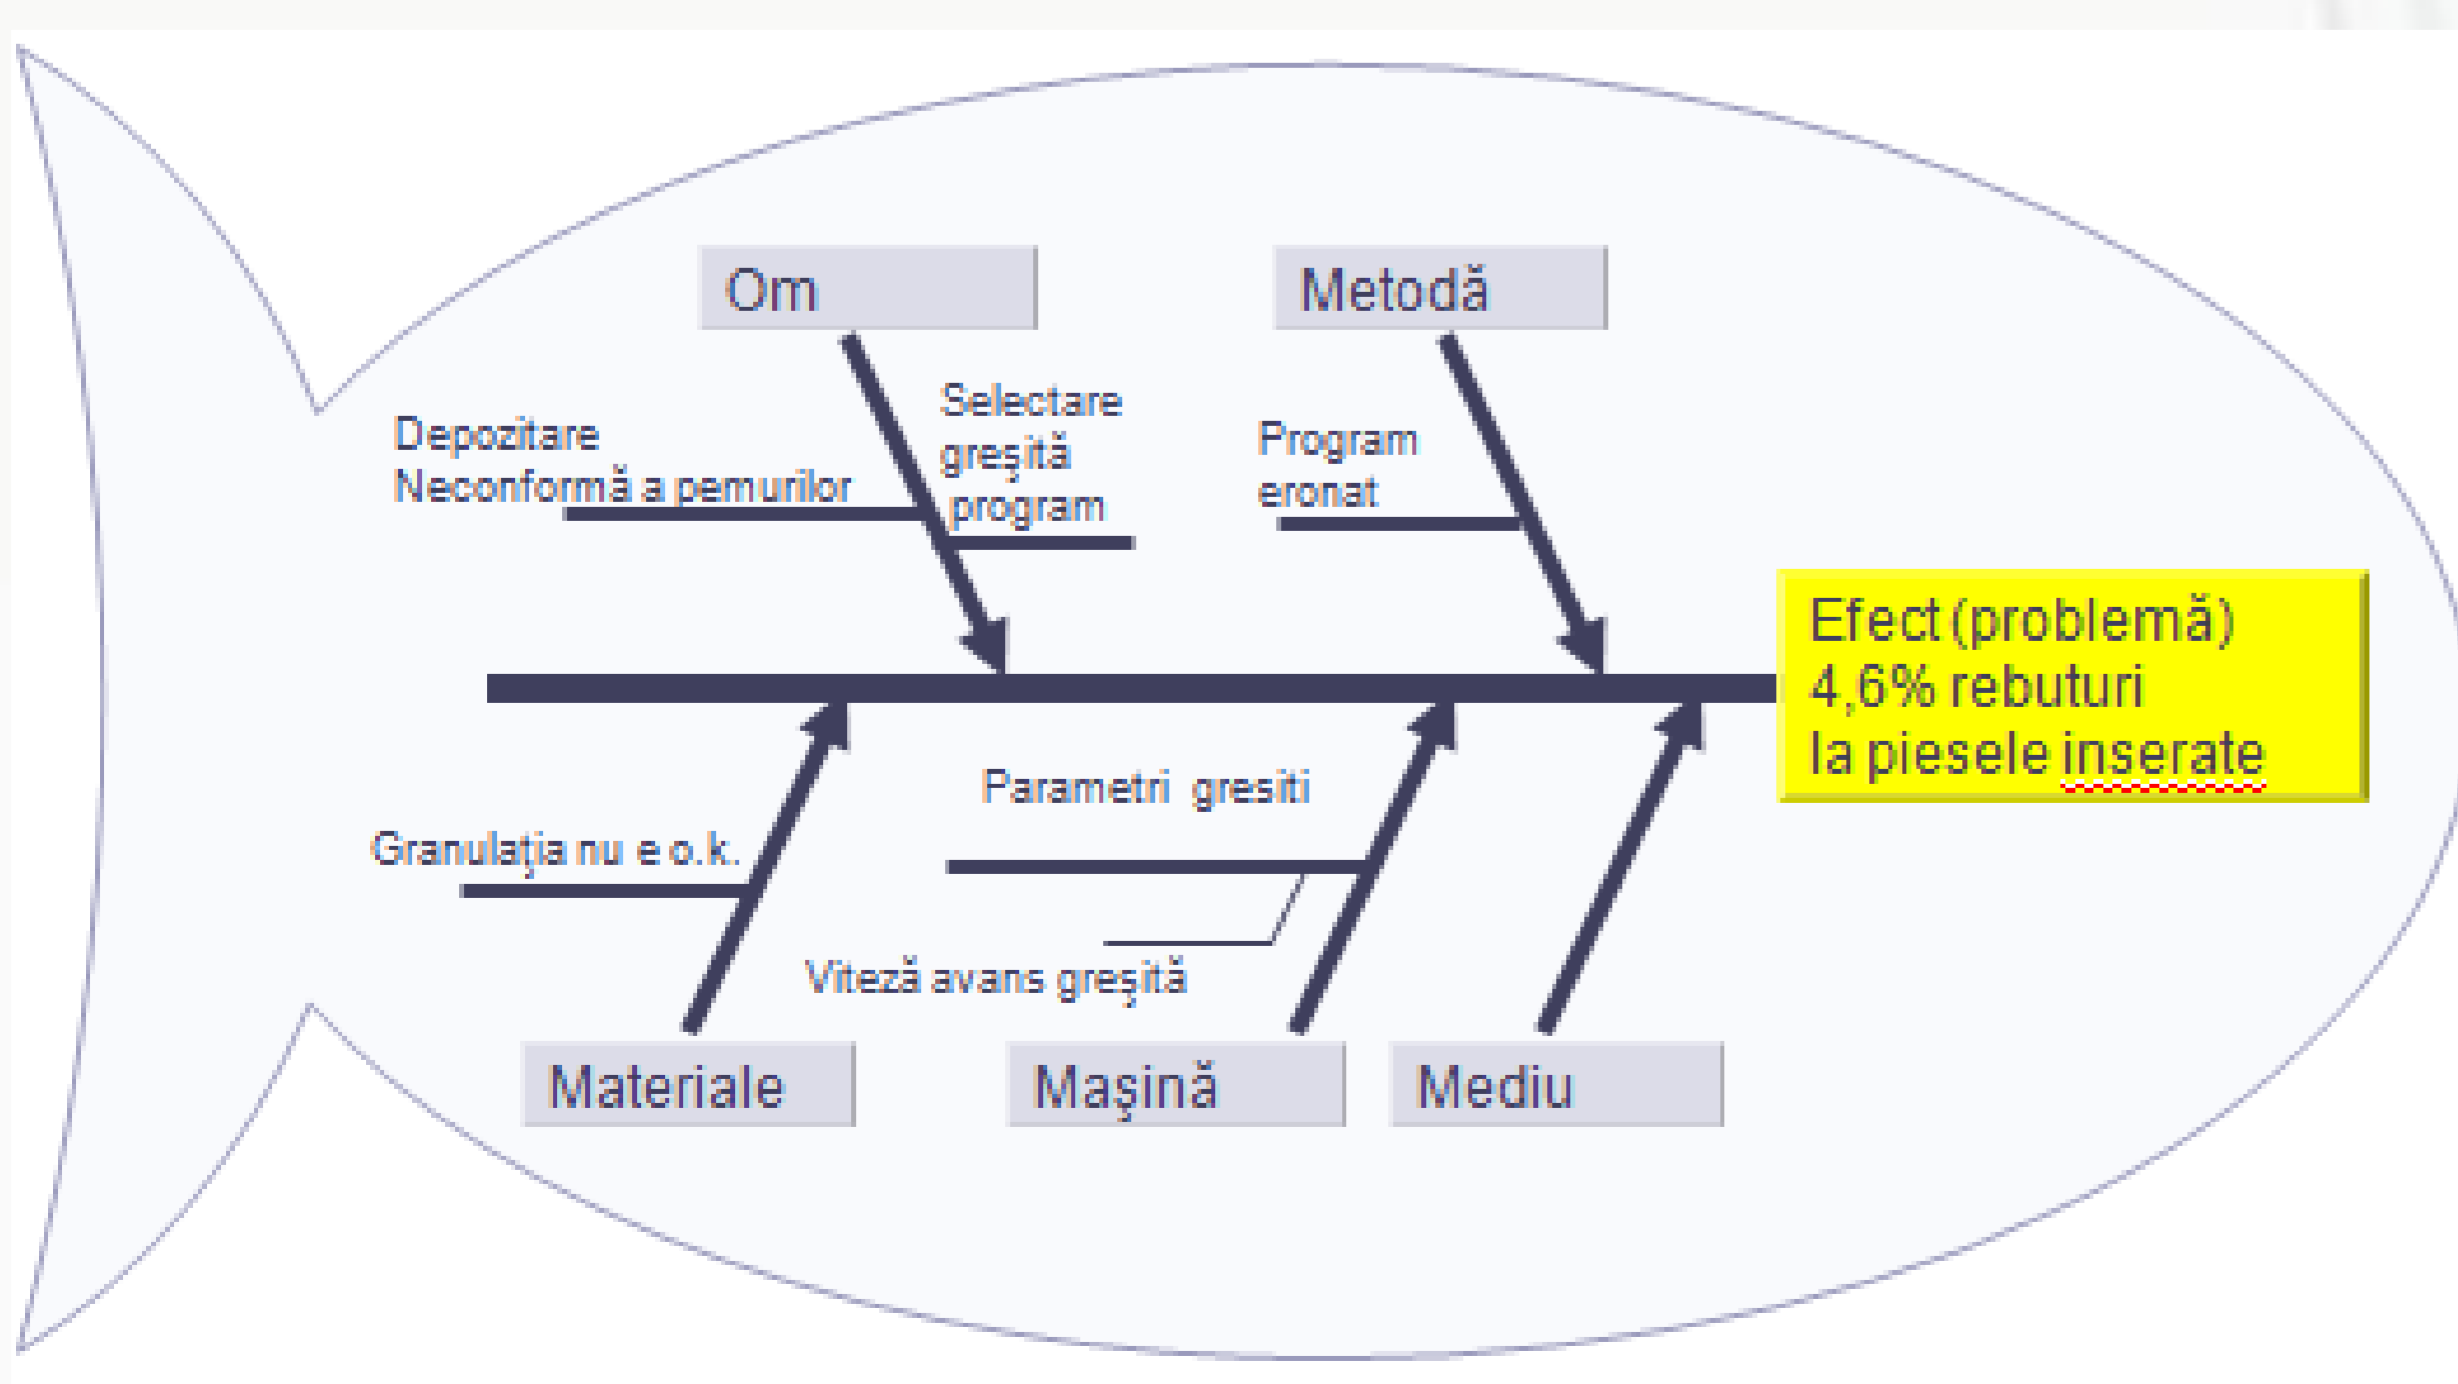 Om
Metodă
Depozitare
Neconformă a pemurilor
Selectare
greşită
program
Program
eronat
Efect (problemă)
4,6% rebuturi
la piesele inserate
Parametri gresiti
Granulaţia nu e o.k.
Viteză avans greşită
Materiale
Maşină
Mediu